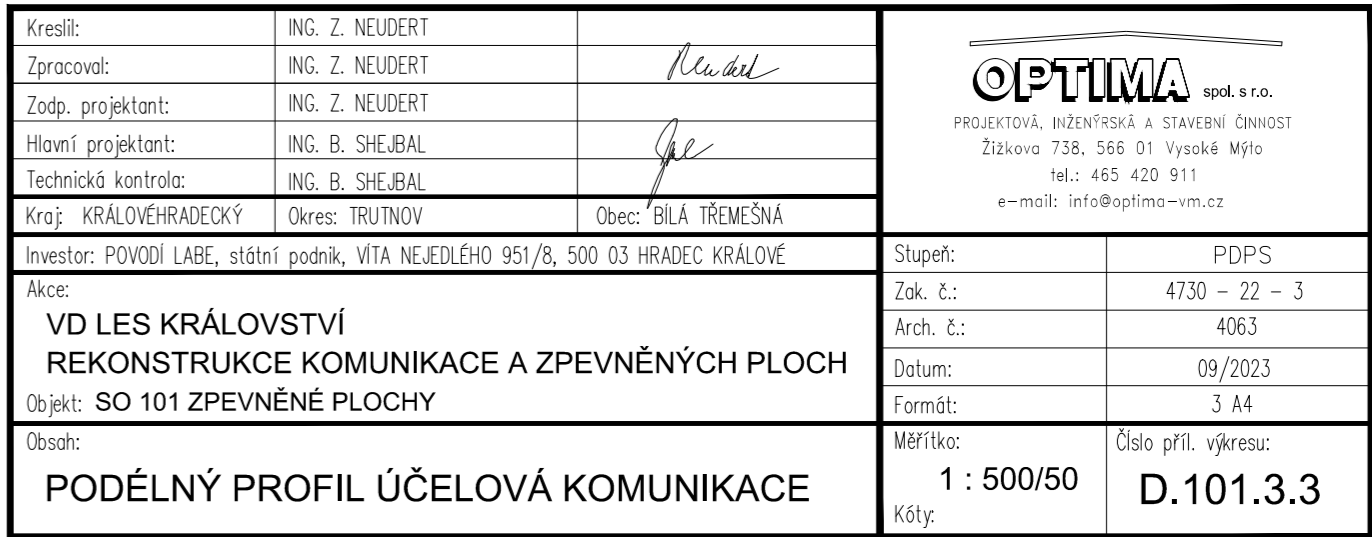 Kreslil: ING. Z. NEUDERT
Zpracoval: ING. Z. NEUDERT Neudert
Zodp. projektant: ING. Z. NEUDERT
Hlavní projektant: ING. B. SHEJBAL
Technická kontrola: ING. B. SHEJBAL
Kraj: KRÁLOVÉHRADECKÝ Okres: TRUTNOV Obec: BÍLÁ TŘEMEŠNÁ
OPTIMA spol. s r.o.
PROJEKTOVÁ, INŽENÝRSKÁ A STAVEBNÍ ČINNOST
Žižkova 738, 566 01 Vysoké Mýto
tel.: 465 420 911
e-mail: info@optima-vm.cz
Investor: POVODÍ LABE, státní podnik, VÍTA NEJEDLÉHO 951/8, 500 03 HRADEC KRÁLOVÉ
Akce:
VD LES KRÁLOVSTVÍ
REKONSTRUKCE KOMUNIKACE A ZPEVNĚNÝCH PLOCH
Objekt: SO 101 ZPEVNĚNÉ PLOCHY
Stupeň: PDPS
Zak. č.: 4730 - 22 - 3
Arch. č.: 4063
Datum: 09/2023
Formát: 3 A4
Obsah:
PODÉLNÝ PROFIL ÚČELOVÁ KOMUNIKACE
Měřítko:
1 : 500/50
Kóty:
Číslo příl. výkresu:
D.101.3.3